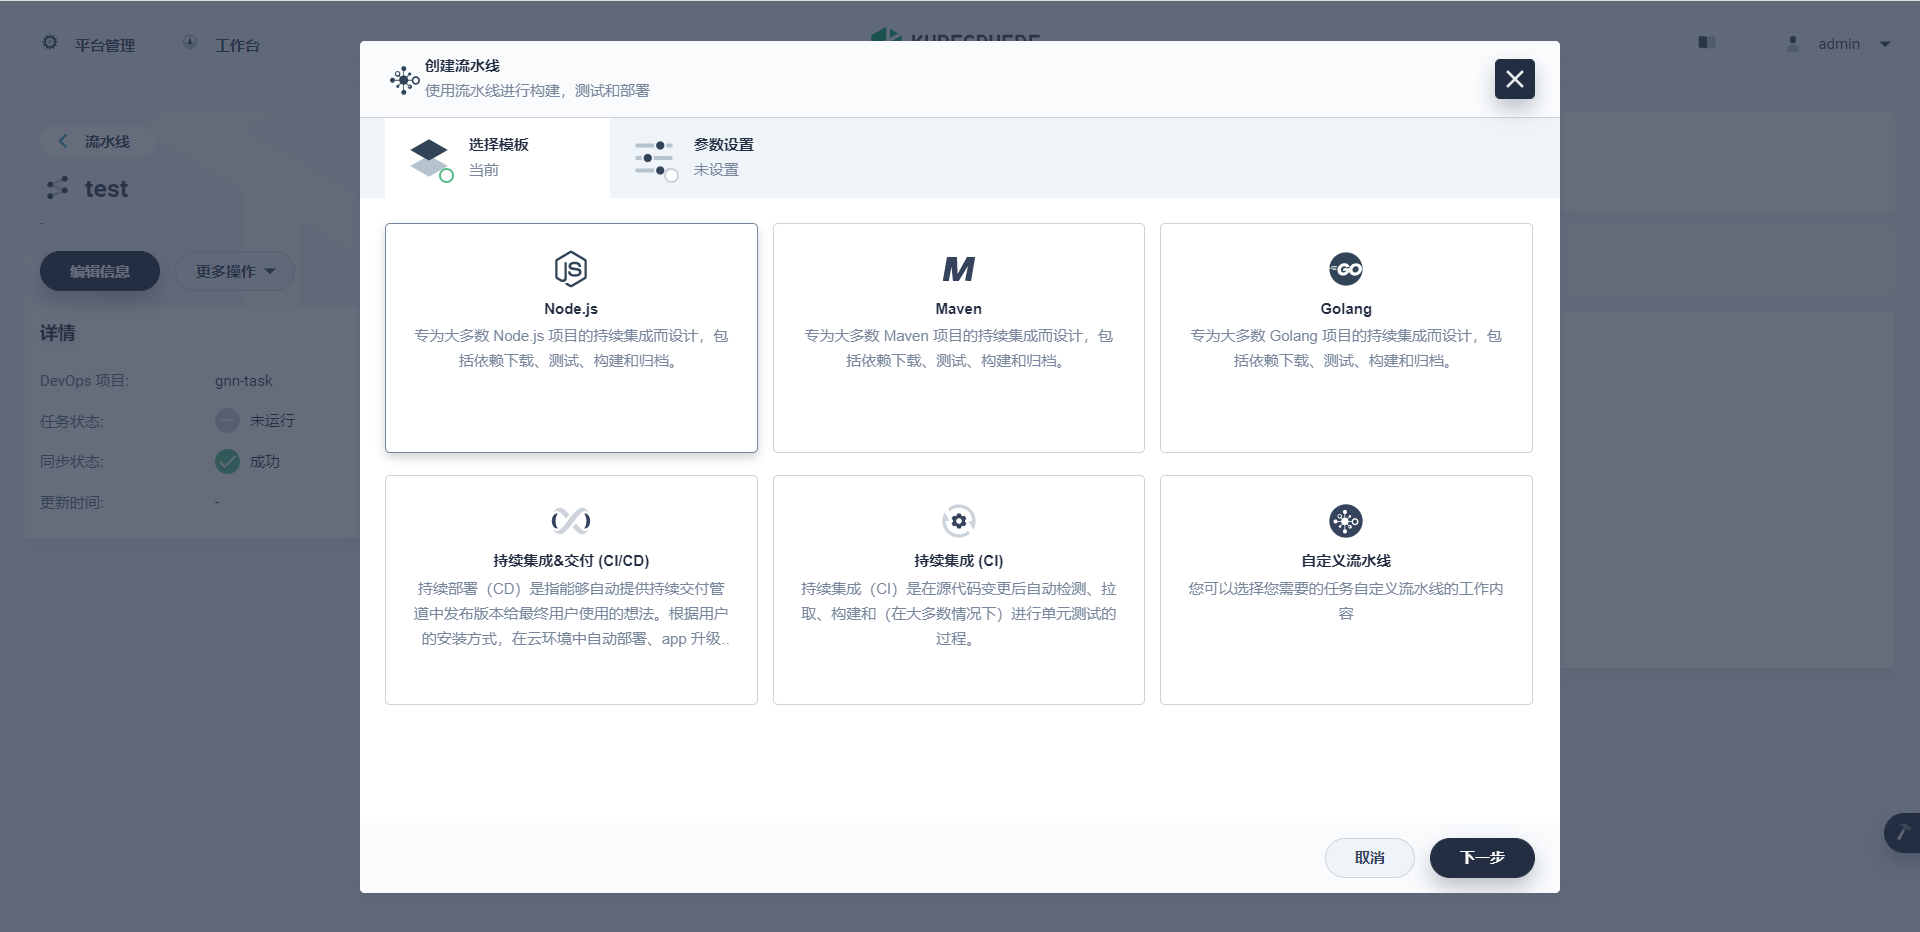 平台管理
工作台
KUBESPHERE
admin
流水线
test
-
编辑信息
更多操作
详情
DevOps 项目:
gnn-task
任务状态:
未运行
同步状态:
成功
更新时间:
-
创建流水线
使用流水线进行构建，测试和部署
选择模板
当前
参数设置
未设置
JS
Node.js
专为大多数 Node.js 项目的持续集成而设计，包
括依赖下载、测试、构建和归档。
M
Maven
专为大多数 Maven 项目的持续集成而设计，包
括依赖下载、测试、构建和归档。
GO
Golang
专为大多数 Golang 项目的持续集成而设计，包
括依赖下载、测试、构建和归档。
持续集成&交付 (CI/CD)
持续部署（CD）是指能够自动提供持续交付管
道中发布版本给最终用户使用的想法。根据用户
的安装方式，在云环境中自动部署、app 升级..
持续集成 (CI)
持续集成（CI）是在源代码变更后自动检测、拉
取、构建和（在大多数情况下）进行单元测试的
过程。
自定义流水线
您可以选择您需要的任务自定义流水线的工作内
容
取消
下一步